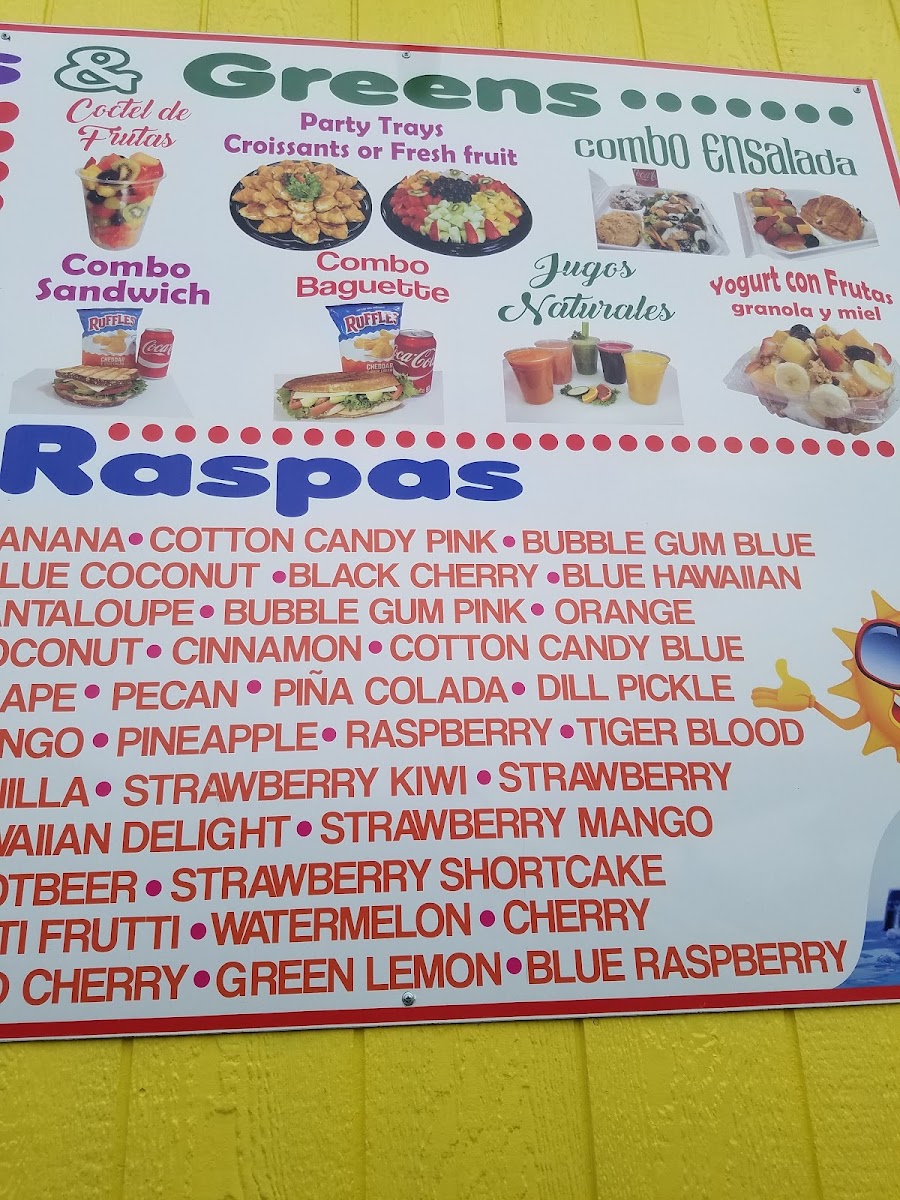 s & Greens
Coctel de
Frutas
Party Trays
Croissants or Fresh fruit
combo Ensalada
Combo
Sandwich
Combo
Baguette
Jugos
Naturales
Yogurt con Frutas
granola y miel
RUFFLES
CHEDDAR
Coca
RUFFLES
CHEDDAR
Coca-Cola
Raspas
ANANA•COTTON CANDY PINK•BUBBLE GUM BLUE
LUE COCONUT •BLACK CHERRY •BLUE HAWAIIAN
ANTALOUPE• BUBBLE GUM PINK• ORANGE
OCONUT• CINNAMON• COTTON CANDY BLUE
APE• PECAN • PIÑA COLADA• DILL PICKLE
NGO •PINEAPPLE• RASPBERRY •TIGER BLOOD
NILLA• STRAWBERRY KIWI •STRAWBERRY
WAIIAN DELIGHT• STRAWBERRY MANGO
OTBEER •STRAWBERRY SHORTCAKE
TI FRUTTI •WATERMELON •CHERRY
D CHERRY•GREEN LEMON•BLUE RASPBERRY